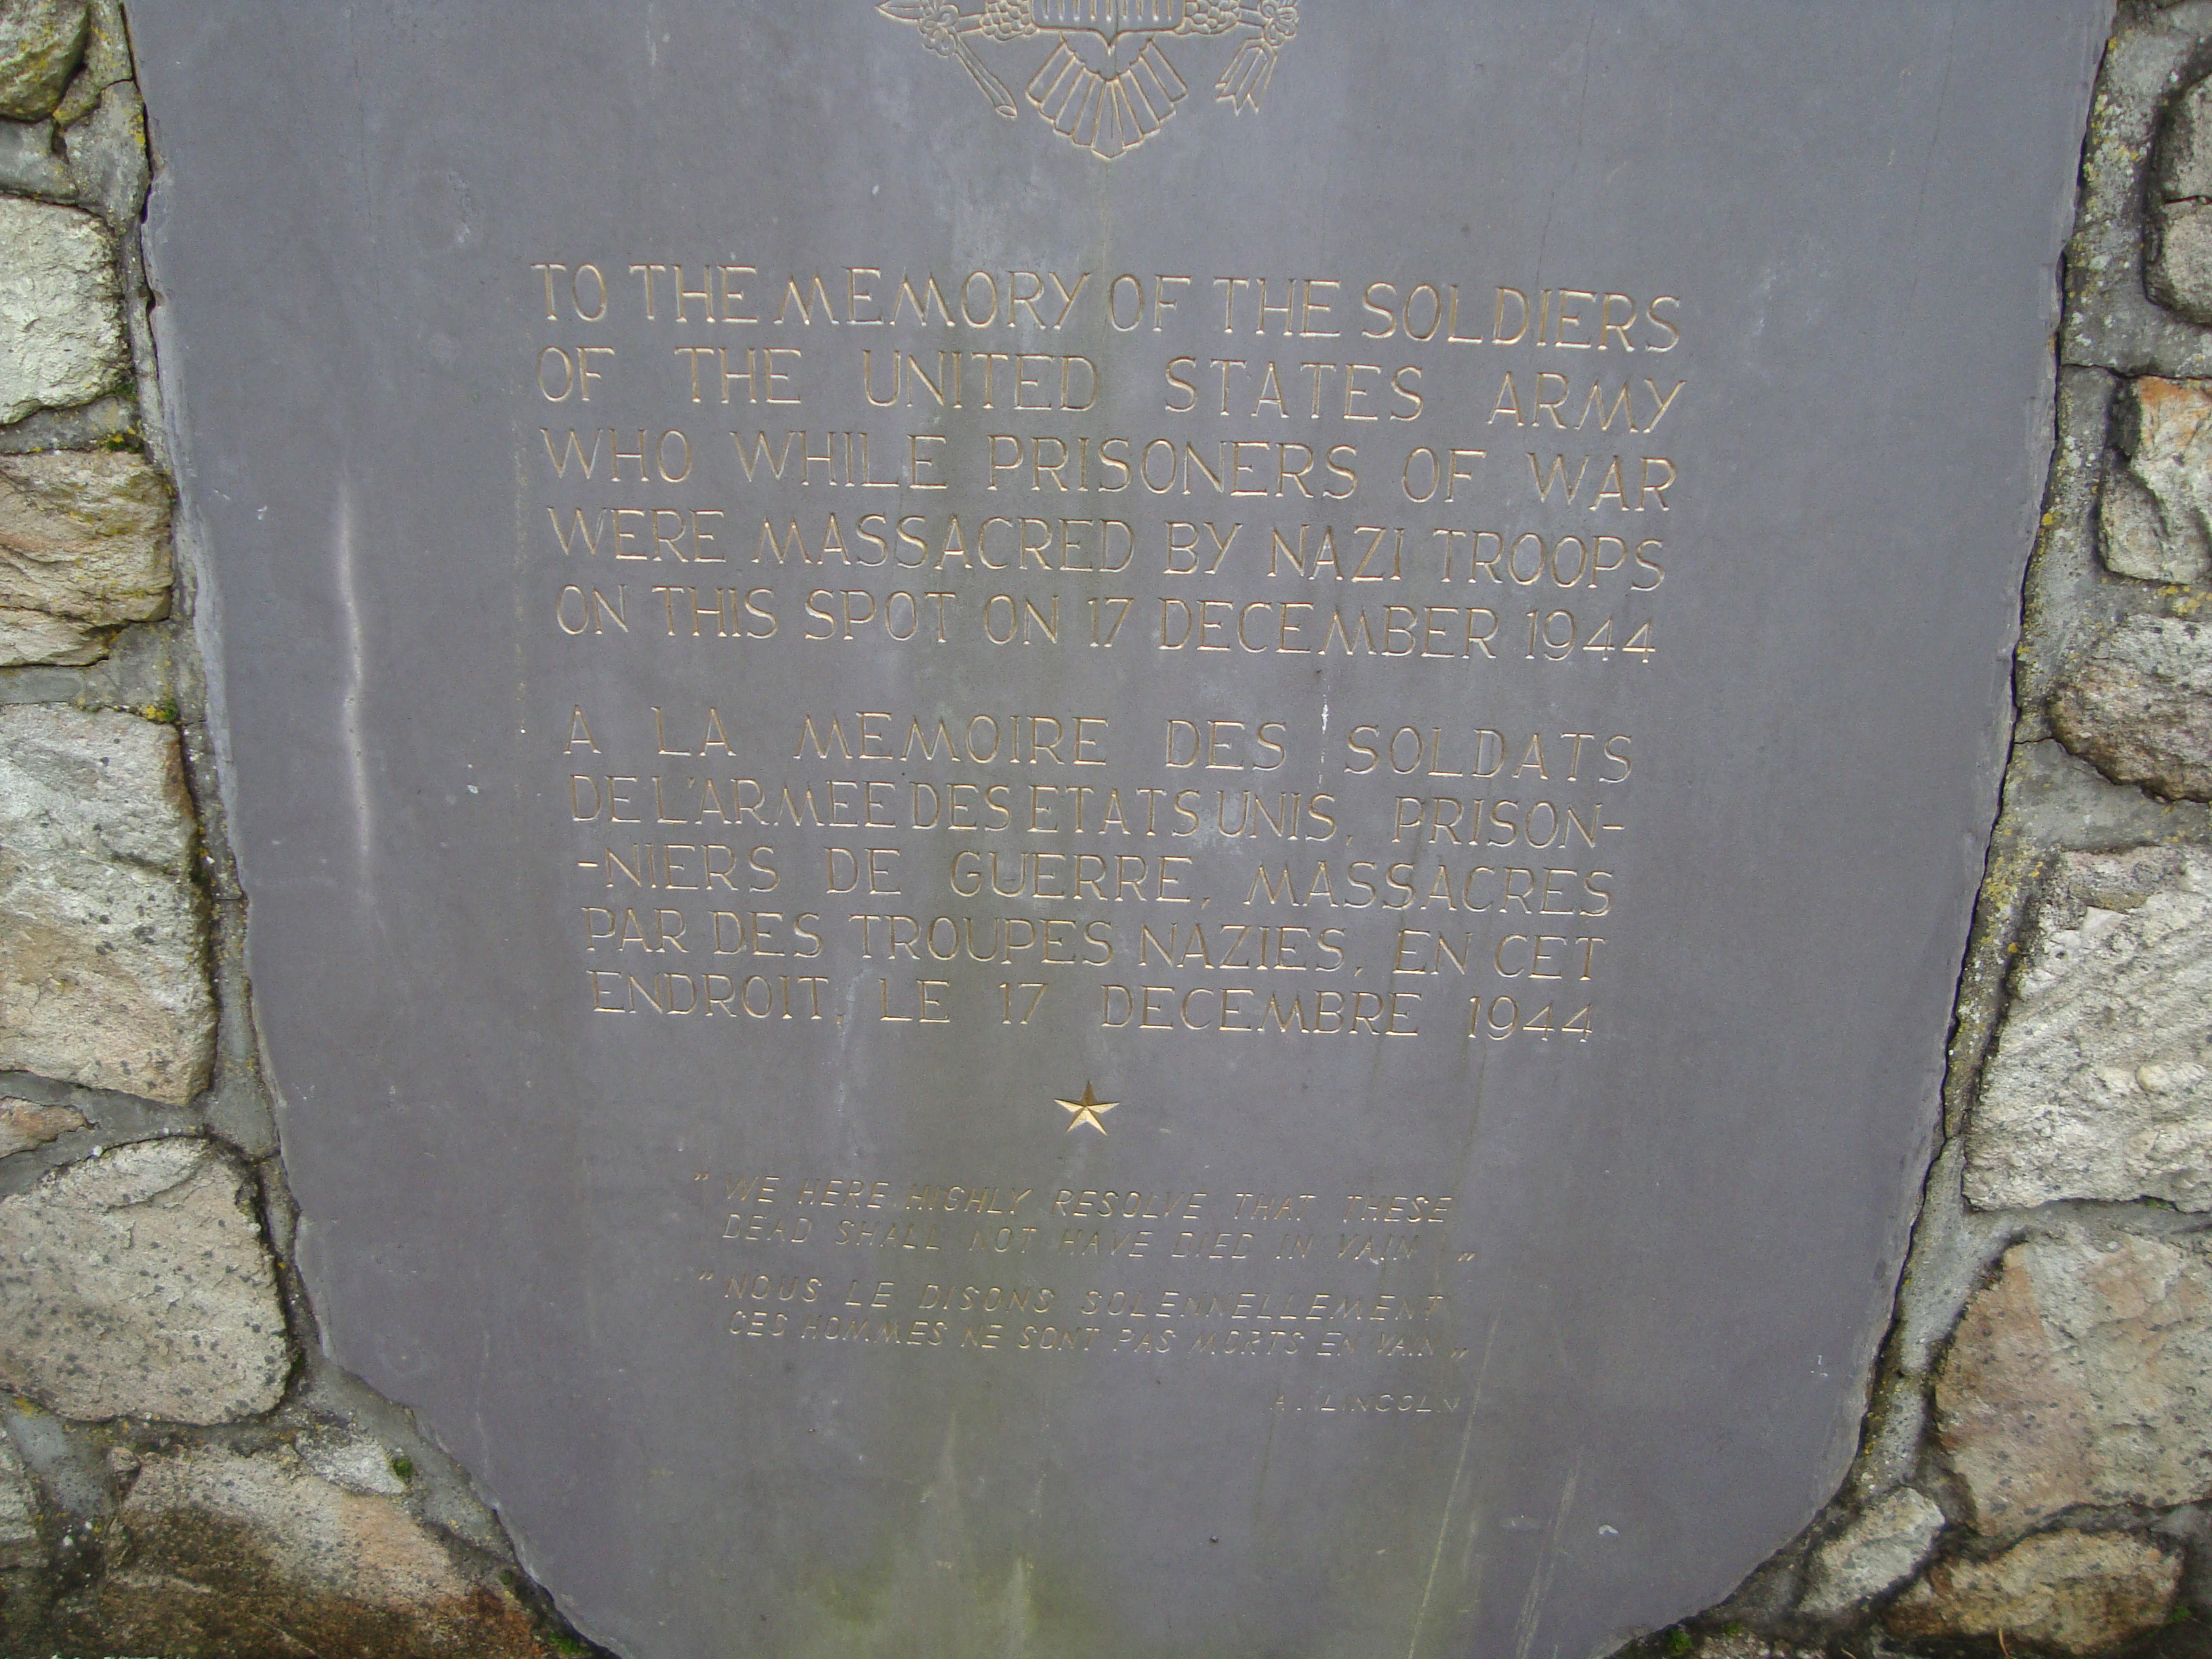 TO THE MEMORY OF THE SOLDIERS
OF THE UNITED STATES ARMY
WHO WHILE PRISONERS OF WAR
WERE MASSACRED BY NAZI TROOPS
ON THIS SPOT ON 17 DECEMBER 1944
A LA MEMOIRE DES SOLDATS
DE L'ARMEE DES ETATS UNIS, PRISON-
-NIERS DE GUERRE, MASSACRES
PAR DES TROUPES NAZIES, EN CET
ENDROIT, LE 17 DECEMBRE 1944
"WE HERE HIGHLY RESOLVE THAT THESE
DEAD SHALL NOT HAVE DIED IN VAIN"
"NOUS LE DISONS SOLENNELLEMENT
CES HOMMES NE SONT PAS MORTS EN VAIN"
A. LINCOLN